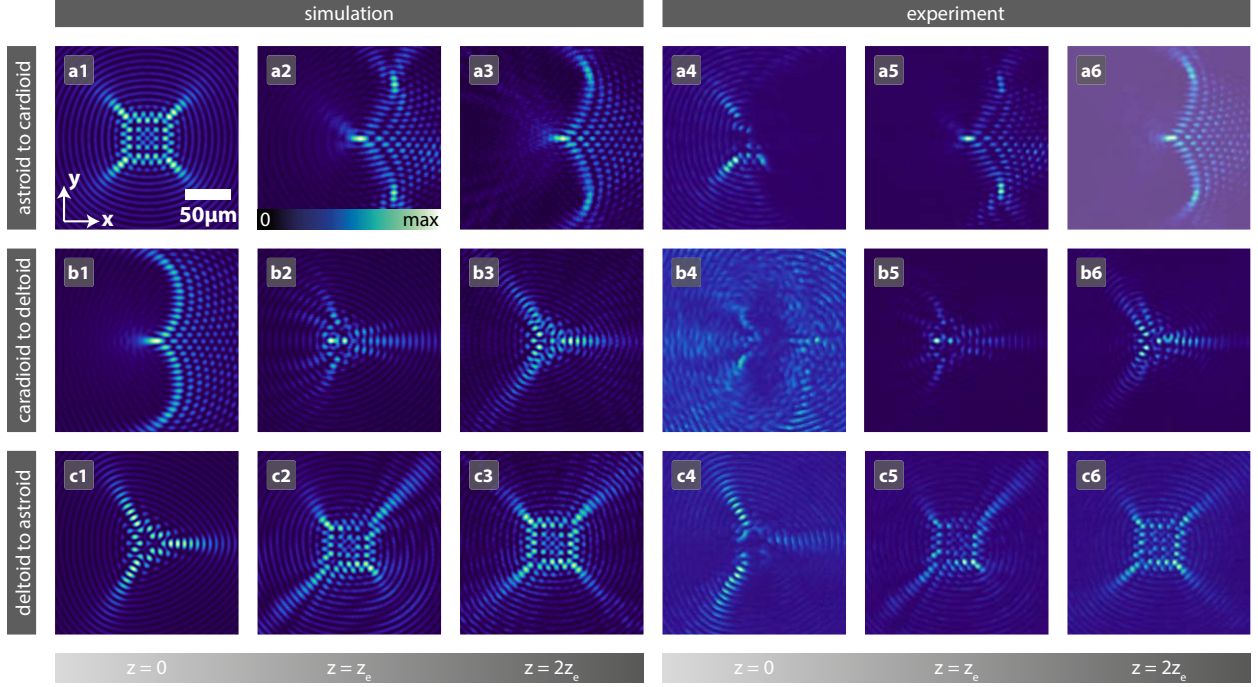 simulation
experiment
astroid to cardioid
a1
a2
a3
a4
a5
a6
y
x
50μm
0
max
caradioid to deltoid
b1
b2
b3
b4
b5
b6
deltoid to astroid
c1
c2
c3
c4
c5
c6
z = 0
z = zₑ
z = 2zₑ
z = 0
z = zₑ
z = 2zₑ